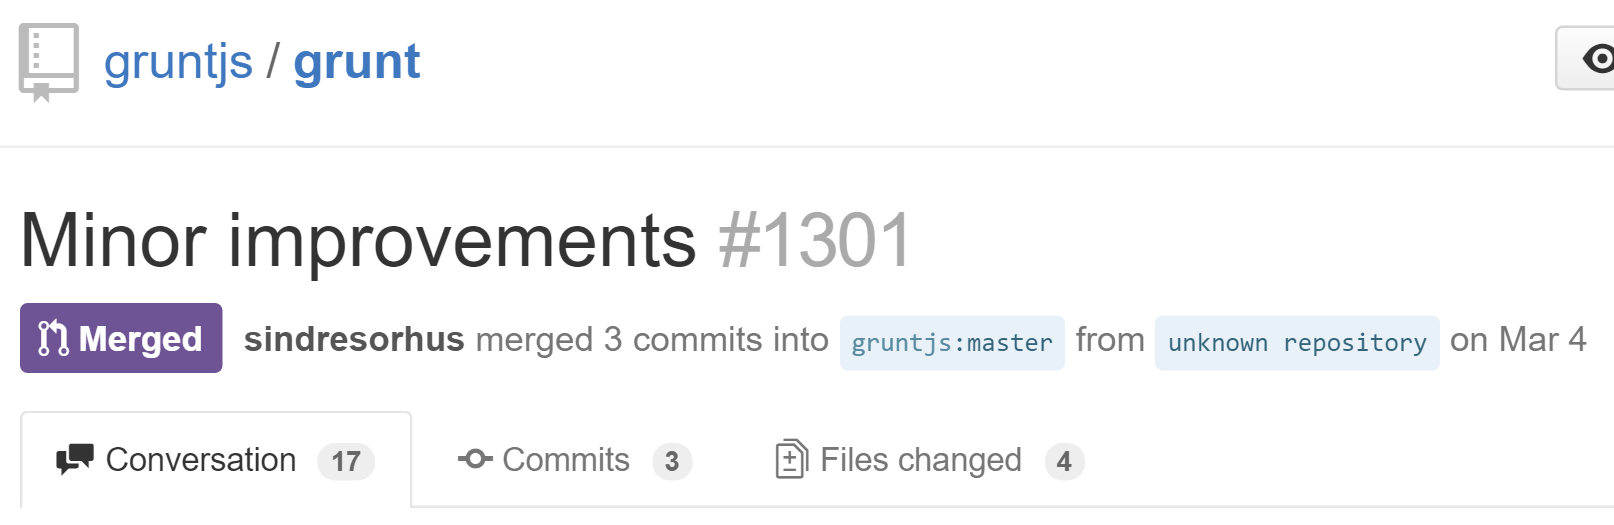 gruntjs / grunt
Minor improvements #1301
Merged sindresorhus merged 3 commits into gruntjs:master from unknown repository on Mar 4
Conversation 17 Commits 3 Files changed 4